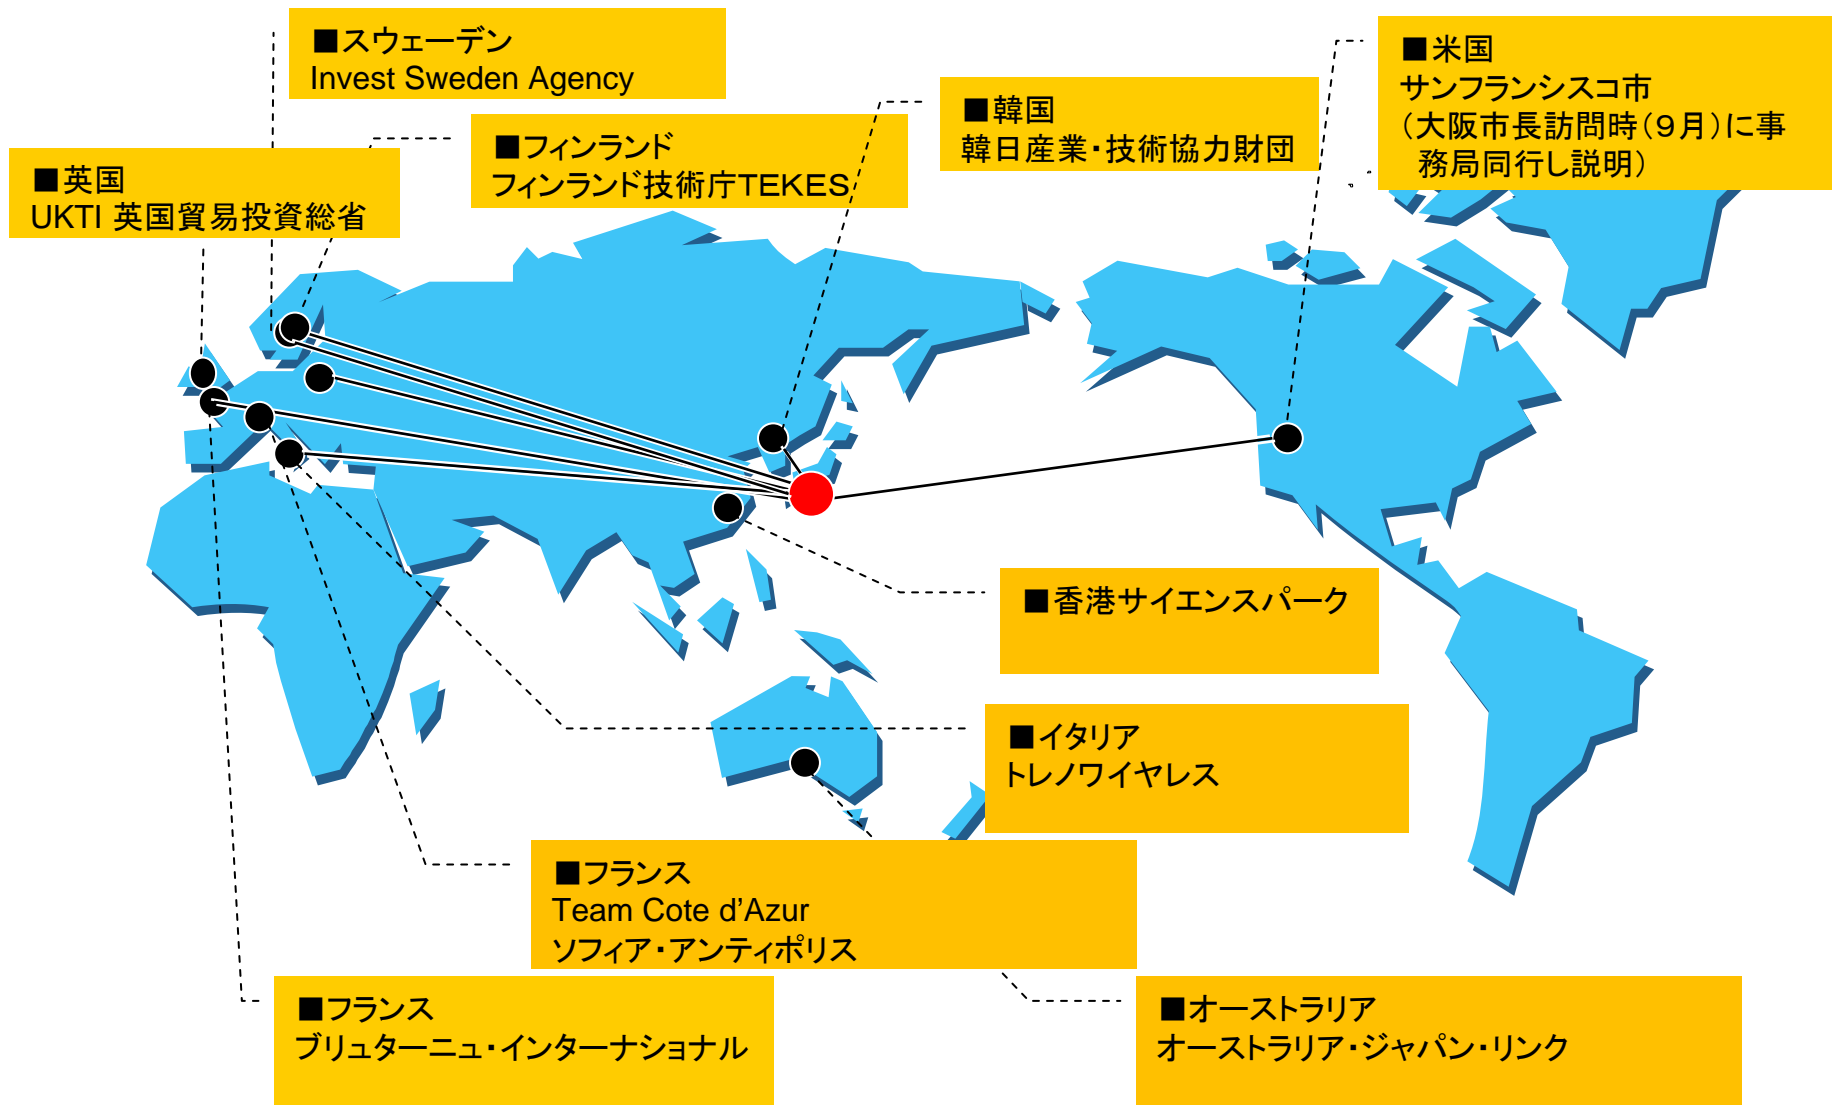 ■スウェーデン
Invest Sweden Agency
■フィンランド
フィンランド技術庁TEKES
■英国
UKTI 英国貿易投資総省
■韓国
韓日産業・技術協力財団
■米国
サンフランシスコ市
（大阪市長訪問時（９月）に事
務局同行し説明）
■香港サイエンスパーク
■イタリア
トレノワイヤレス
■フランス
Team Cote d’Azur
ソフィア・アンティポリス
■フランス
ブリュターニュ・インターナショナル
■オーストラリア
オーストラリア・ジャパン・リンク